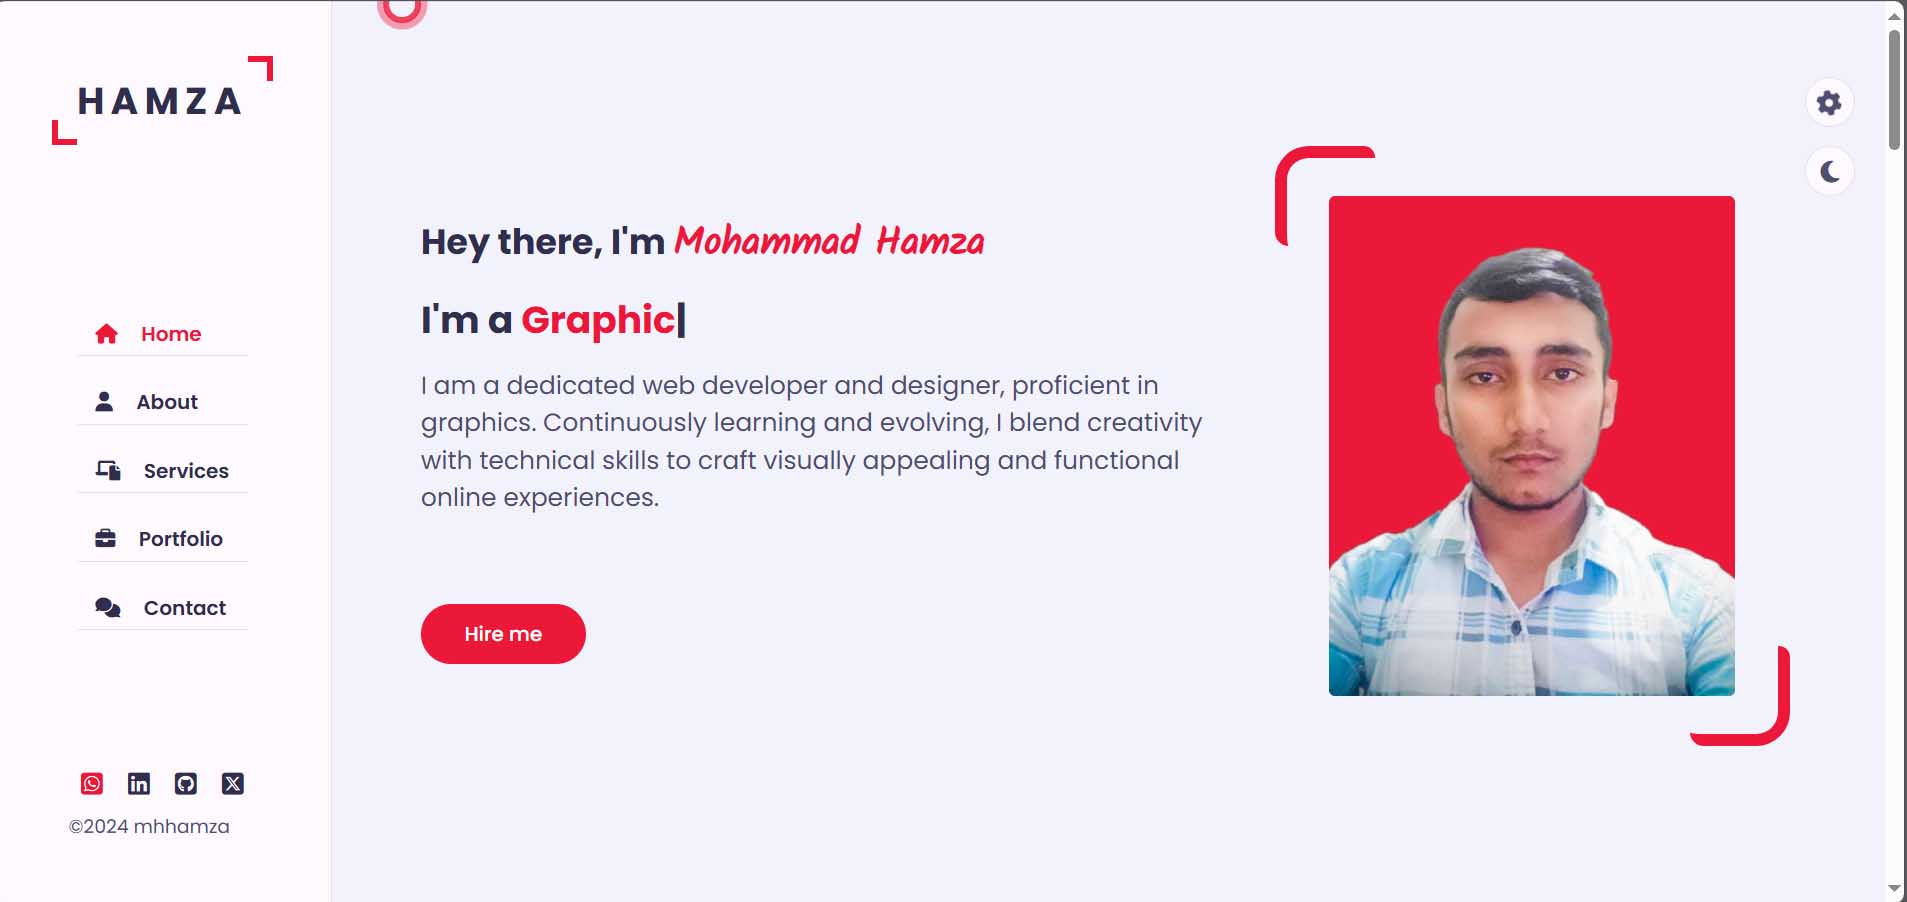 HAMZA
Home
About
Services
Portfolio
Contact
©2024 mhhamza
Hey there, I'm Mohammad Hamza
I'm a Graphic|
I am a dedicated web developer and designer, proficient in
graphics. Continuously learning and evolving, I blend creativity
with technical skills to craft visually appealing and functional
online experiences.
Hire me